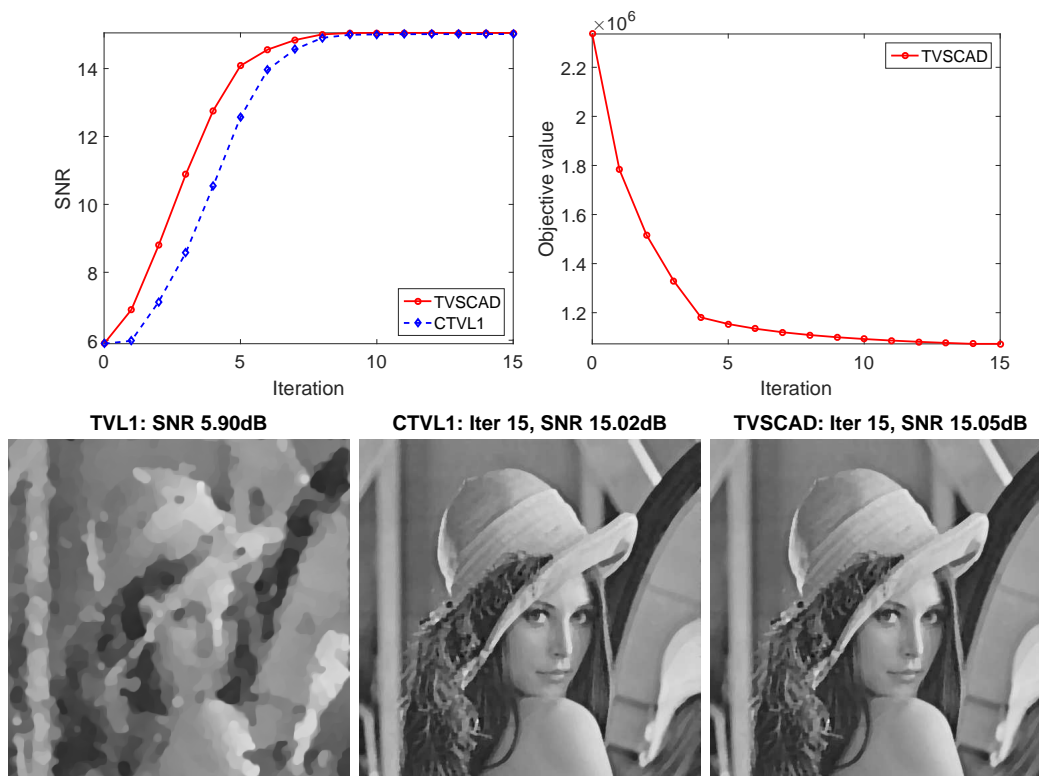 ×10⁶
SNR
14
12
10
8
6
0
5
10
15
Iteration
TVSCAD
CTVL1
Objective value
2.2
2
1.8
1.6
1.4
1.2
0
5
10
15
Iteration
TVSCAD
TVL1: SNR 5.90dB
CTVL1: Iter 15, SNR 15.02dB
TVSCAD: Iter 15, SNR 15.05dB